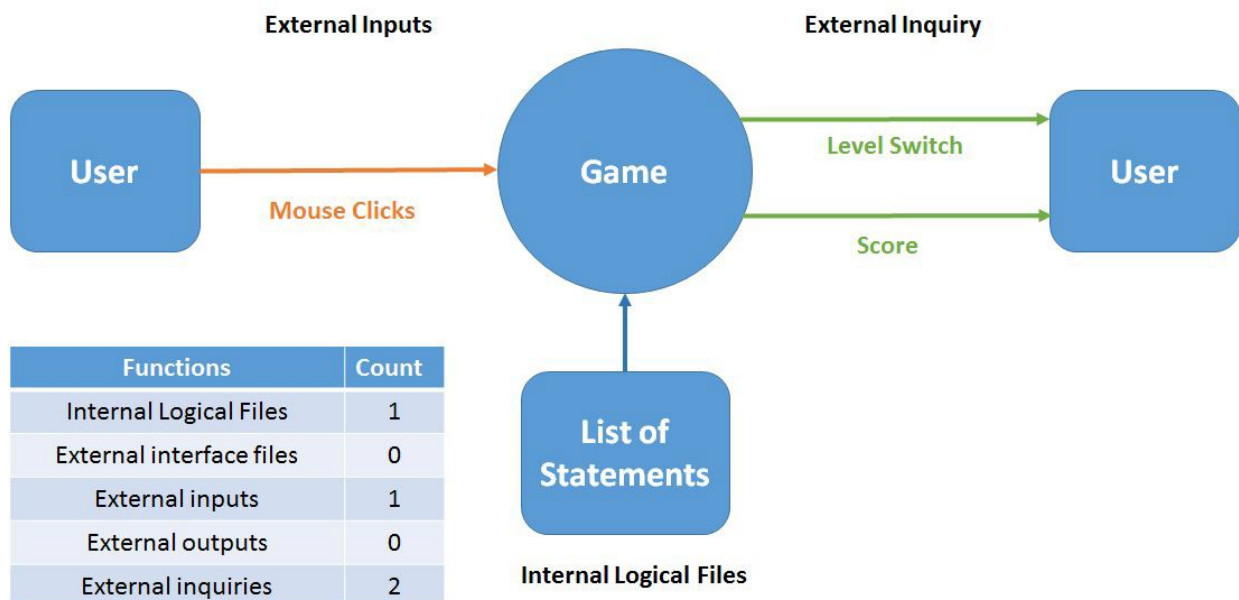 External Inputs
External Inquiry
User
Mouse Clicks
Game
Level Switch
Score
User
Functions Count
Internal Logical Files 1
External interface files 0
External inputs 1
External outputs 0
External inquiries 2
List of
Statements
Internal Logical Files